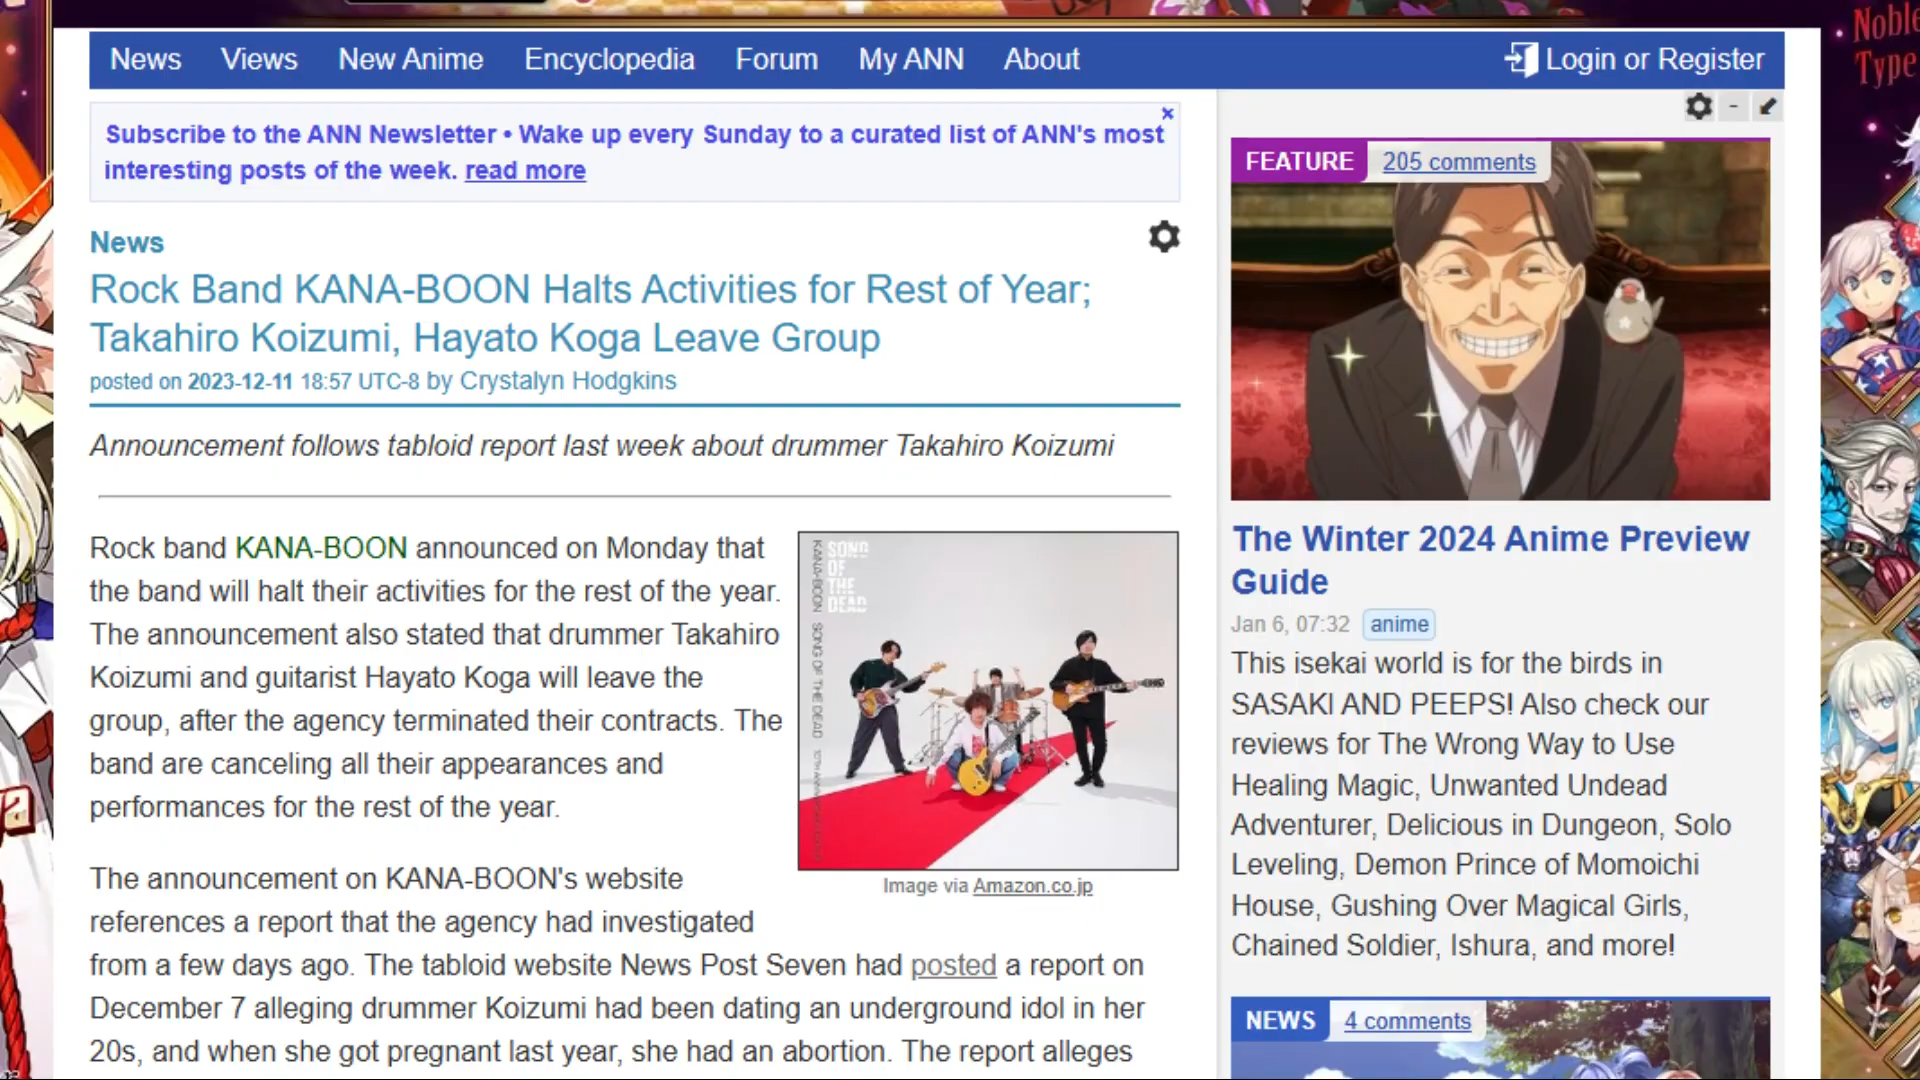 Noble
Type
News Views New Anime Encyclopedia Forum My ANN About Login or Register
Subscribe to the ANN Newsletter • Wake up every Sunday to a curated list of ANN's most
interesting posts of the week. read more
News
Rock Band KANA-BOON Halts Activities for Rest of Year;
Takahiro Koizumi, Hayato Koga Leave Group
posted on 2023-12-11 18:57 UTC-8 by Crystalyn Hodgkins
Announcement follows tabloid report last week about drummer Takahiro Koizumi
Rock band KANA-BOON announced on Monday that
the band will halt their activities for the rest of the year.
The announcement also stated that drummer Takahiro
Koizumi and guitarist Hayato Koga will leave the
group, after the agency terminated their contracts. The
band are canceling all their appearances and
performances for the rest of the year.
SONG
OF
THE
DEAD
KANA-BOON SONG OF THE DEAD
Image via Amazon.co.jp
The announcement on KANA-BOON's website
references a report that the agency had investigated
from a few days ago. The tabloid website News Post Seven had posted a report on
December 7 alleging drummer Koizumi had been dating an underground idol in her
20s, and when she got pregnant last year, she had an abortion. The report alleges
FEATURE 205 comments
The Winter 2024 Anime Preview
Guide
Jan 6, 07:32 anime
This isekai world is for the birds in
SASAKI AND PEEPS! Also check our
reviews for The Wrong Way to Use
Healing Magic, Unwanted Undead
Adventurer, Delicious in Dungeon, Solo
Leveling, Demon Prince of Momoichi
House, Gushing Over Magical Girls,
Chained Soldier, Ishura, and more!
NEWS 4 comments